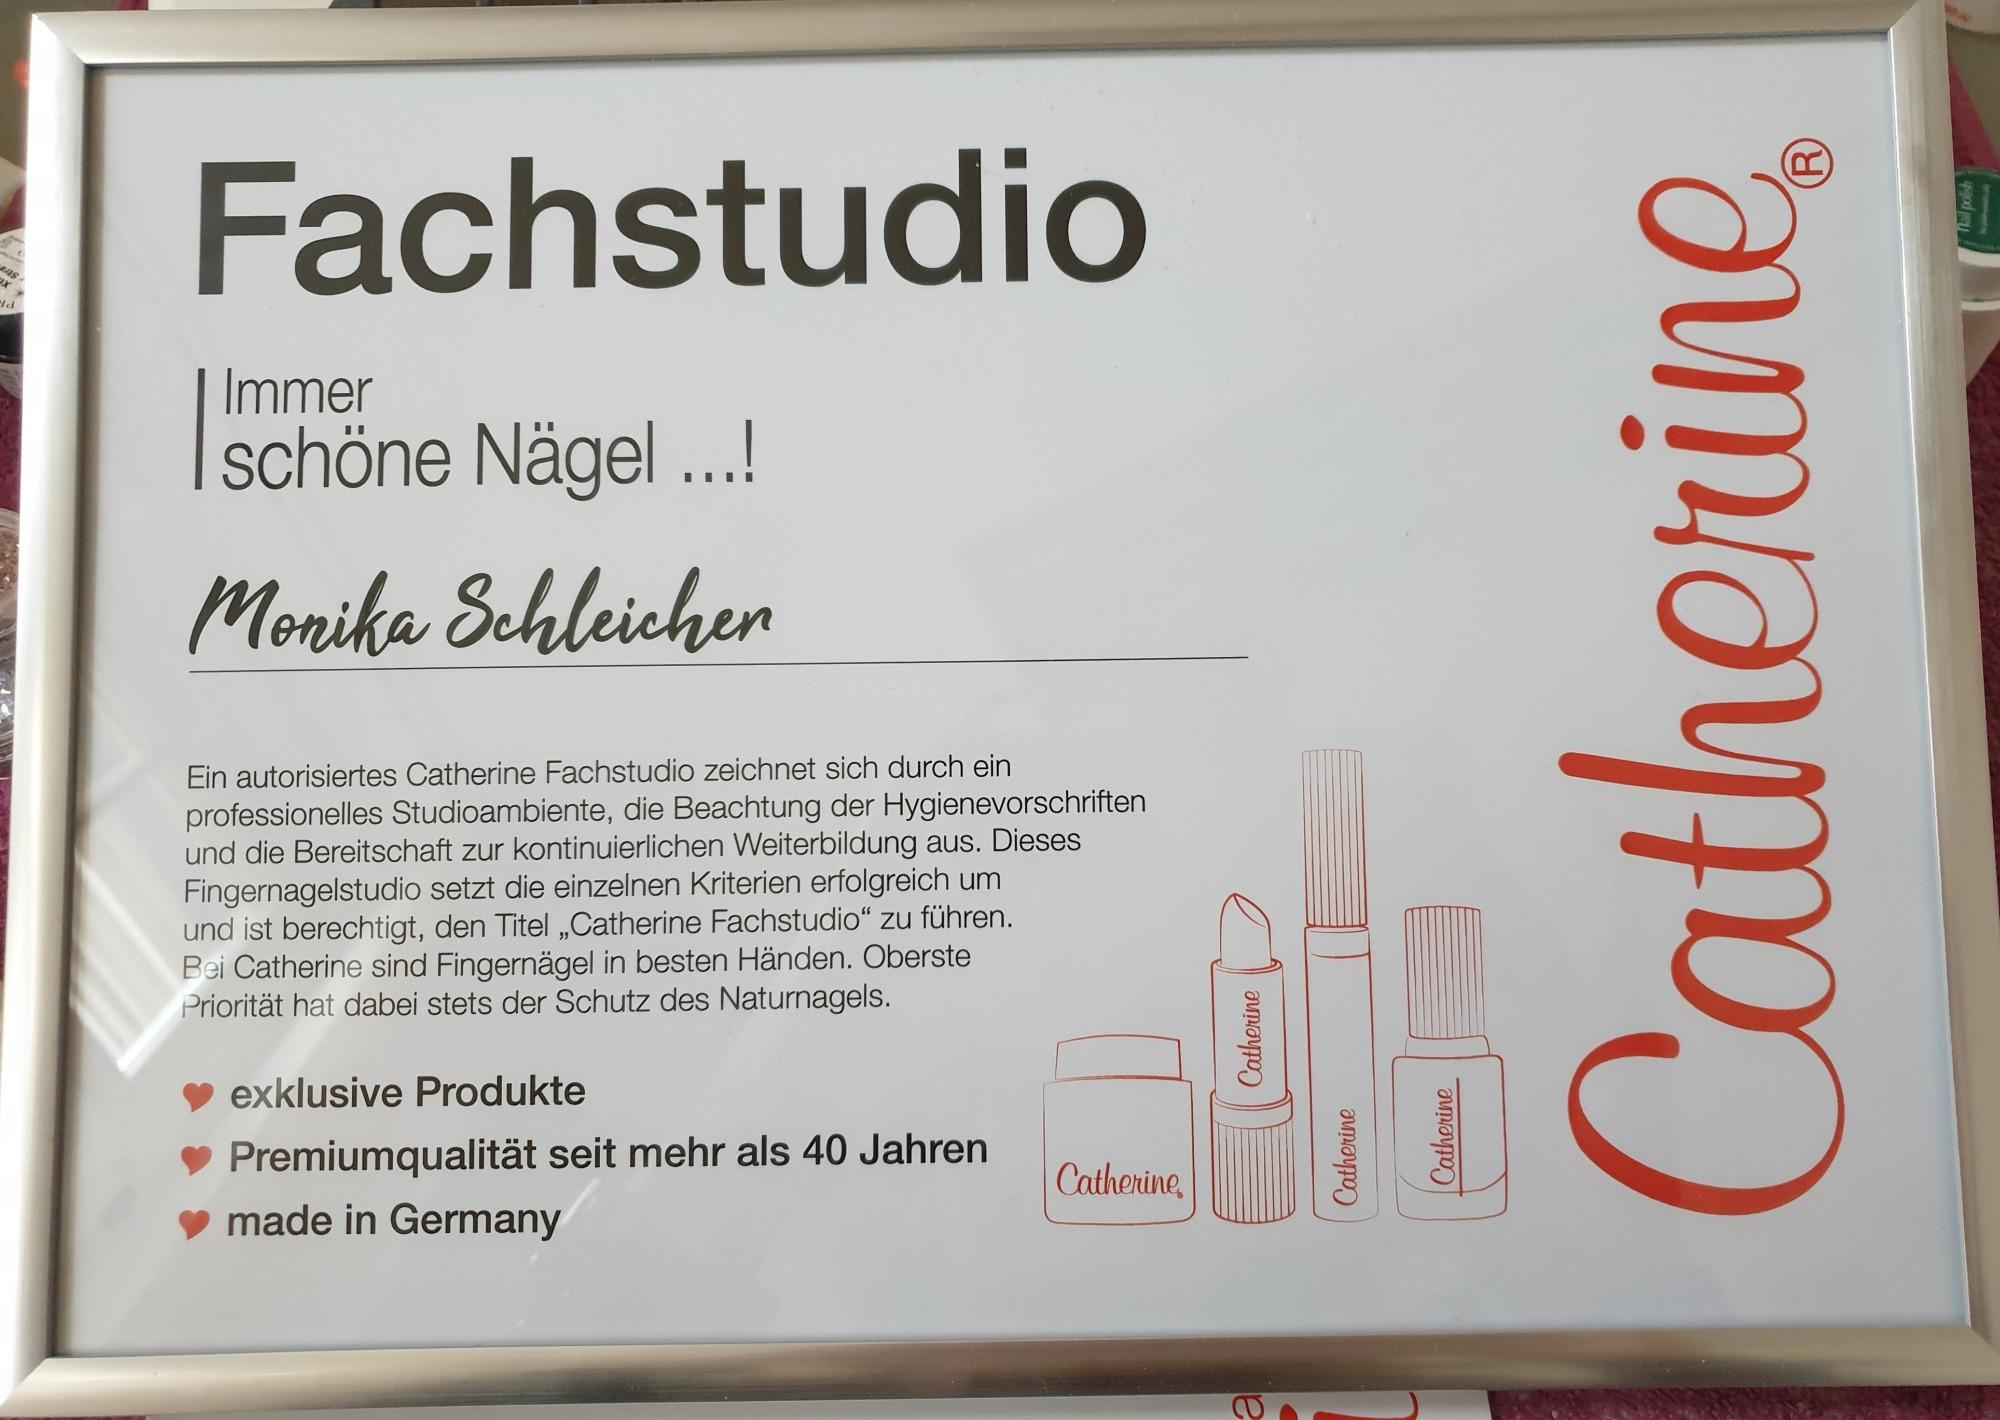 Fachstudio
Immer
schöne Nägel ...!
Monika Schleicher
Ein autorisiertes Catherine Fachstudio zeichnet sich durch ein
professionelles Studioambiente, die Beachtung der Hygienevorschriften
und die Bereitschaft zur kontinuierlichen Weiterbildung aus. Dieses
Fingernagelstudio setzt die einzelnen Kriterien erfolgreich um
und ist berechtigt, den Titel „Catherine Fachstudio“ zu führen.
Bei Catherine sind Fingernägel in besten Händen. Oberste
Priorität hat dabei stets der Schutz des Naturnagels.
exklusive Produkte
Premiumqualität seit mehr als 40 Jahren
made in Germany
Catherine®
Catherine
Catherine
Catherine
Catherine®
Nail polish